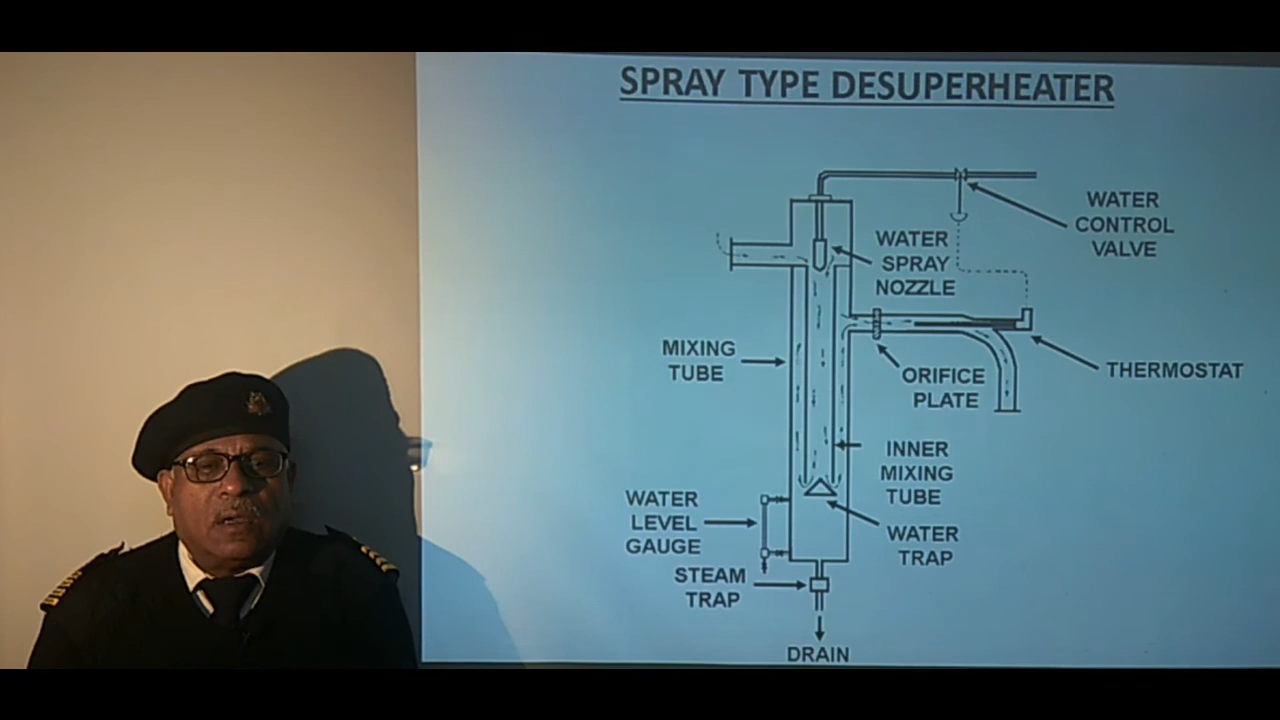 SPRAY TYPE DESUPERHEATER
WATER
CONTROL
VALVE
WATER
SPRAY
NOZZLE
MIXING
TUBE
ORIFICE
PLATE
THERMOSTAT
INNER
MIXING
TUBE
WATER
LEVEL
GAUGE
WATER
TRAP
STEAM
TRAP
DRAIN